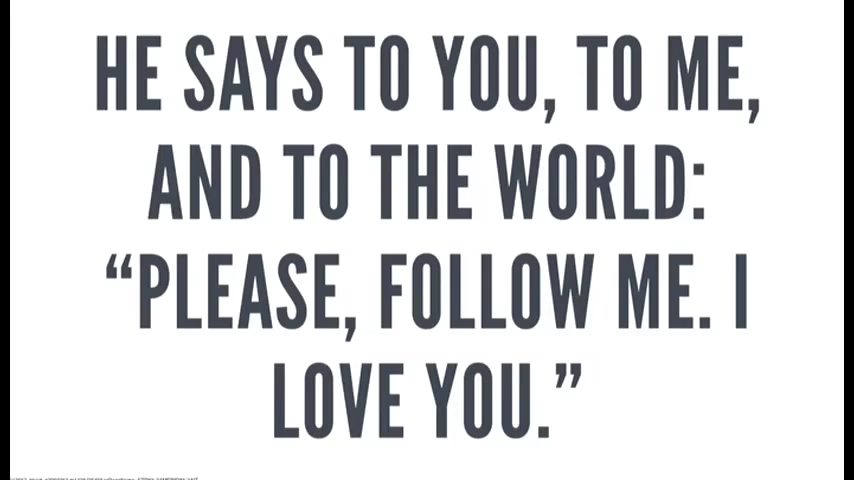 HE SAYS TO YOU, TO ME,
AND TO THE WORLD:
“PLEASE, FOLLOW ME. I
LOVE YOU.”